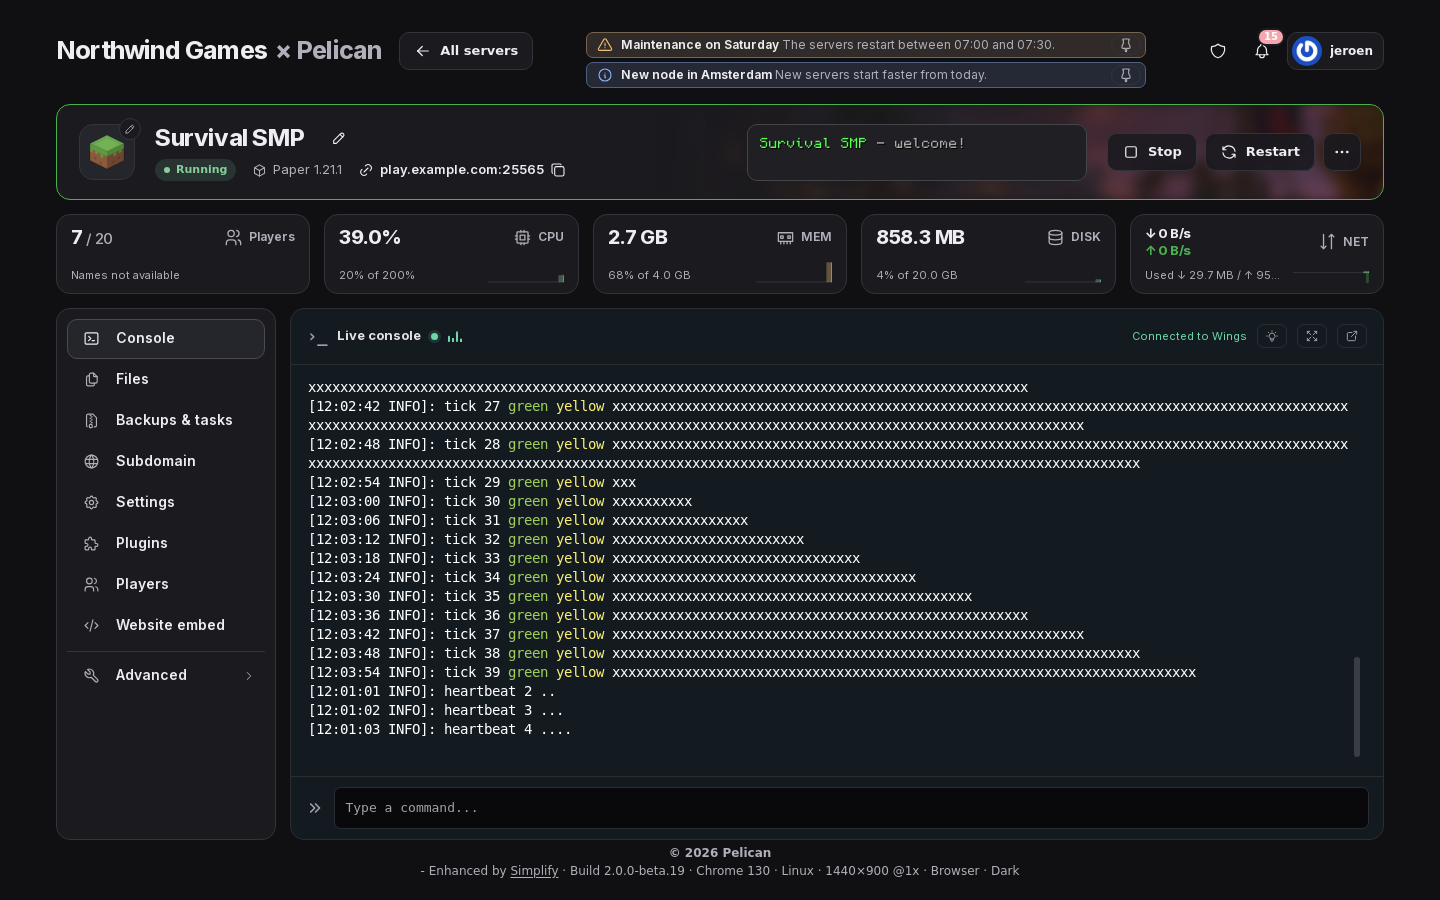 Northwind Games × Pelican
All servers
Maintenance on Saturday The servers restart between 07:00 and 07:30.
New node in Amsterdam New servers start faster from today.
15
jeroen
Survival SMP
Running
Paper 1.21.1
play.example.com:25565
Survival SMP - welcome!
Stop
Restart
7 / 20
Players
Names not available
39.0%
CPU
20% of 200%
2.7 GB
MEM
68% of 4.0 GB
858.3 MB
DISK
4% of 20.0 GB
↓ 0 B/s
↑ 0 B/s
NET
Used ↓ 29.7 MB / ↑ 95...
Console
Files
Backups & tasks
Subdomain
Settings
Plugins
Players
Website embed
Advanced
Live console
Connected to Wings
xxxxxxxxxxxxxxxxxxxxxxxxxxxxxxxxxxxxxxxxxxxxxxxxxxxxxxxxxxxxxxxxxxxxxxxxxxxxxxxxxxxxxxxxxx
[12:02:42 INFO]: tick 27 green yellow xxxxxxxxxxxxxxxxxxxxxxxxxxxxxxxxxxxxxxxxxxxxxxxxxxxxxxxxxxxxxxxxxxxxxxxxxxxxxxxxxxxxxxxxxxxx
xxxxxxxxxxxxxxxxxxxxxxxxxxxxxxxxxxxxxxxxxxxxxxxxxxxxxxxxxxxxxxxxxxxxxxxxxxxxxxxxxxxxxxxxxxxxxxxxx
[12:02:48 INFO]: tick 28 green yellow xxxxxxxxxxxxxxxxxxxxxxxxxxxxxxxxxxxxxxxxxxxxxxxxxxxxxxxxxxxxxxxxxxxxxxxxxxxxxxxxxxxxxxxxxxxx
xxxxxxxxxxxxxxxxxxxxxxxxxxxxxxxxxxxxxxxxxxxxxxxxxxxxxxxxxxxxxxxxxxxxxxxxxxxxxxxxxxxxxxxxxxxxxxxxxxxxxxxx
[12:02:54 INFO]: tick 29 green yellow xxx
[12:03:00 INFO]: tick 30 green yellow xxxxxxxxxx
[12:03:06 INFO]: tick 31 green yellow xxxxxxxxxxxxxxxxx
[12:03:12 INFO]: tick 32 green yellow xxxxxxxxxxxxxxxxxxxxxxxx
[12:03:18 INFO]: tick 33 green yellow xxxxxxxxxxxxxxxxxxxxxxxxxxxxxxx
[12:03:24 INFO]: tick 34 green yellow xxxxxxxxxxxxxxxxxxxxxxxxxxxxxxxxxxxxxx
[12:03:30 INFO]: tick 35 green yellow xxxxxxxxxxxxxxxxxxxxxxxxxxxxxxxxxxxxxxxxxxxxx
[12:03:36 INFO]: tick 36 green yellow xxxxxxxxxxxxxxxxxxxxxxxxxxxxxxxxxxxxxxxxxxxxxxxxxxxx
[12:03:42 INFO]: tick 37 green yellow xxxxxxxxxxxxxxxxxxxxxxxxxxxxxxxxxxxxxxxxxxxxxxxxxxxxxxxxxxx
[12:03:48 INFO]: tick 38 green yellow xxxxxxxxxxxxxxxxxxxxxxxxxxxxxxxxxxxxxxxxxxxxxxxxxxxxxxxxxxxxxxxxxx
[12:03:54 INFO]: tick 39 green yellow xxxxxxxxxxxxxxxxxxxxxxxxxxxxxxxxxxxxxxxxxxxxxxxxxxxxxxxxxxxxxxxxxxxxxxxxx
[12:01:01 INFO]: heartbeat 2 ..
[12:01:02 INFO]: heartbeat 3 ...
[12:01:03 INFO]: heartbeat 4 ....
Type a command...
© 2026 Pelican
- Enhanced by Simplify · Build 2.0.0-beta.19 · Chrome 130 · Linux · 1440×900 @1x · Browser · Dark